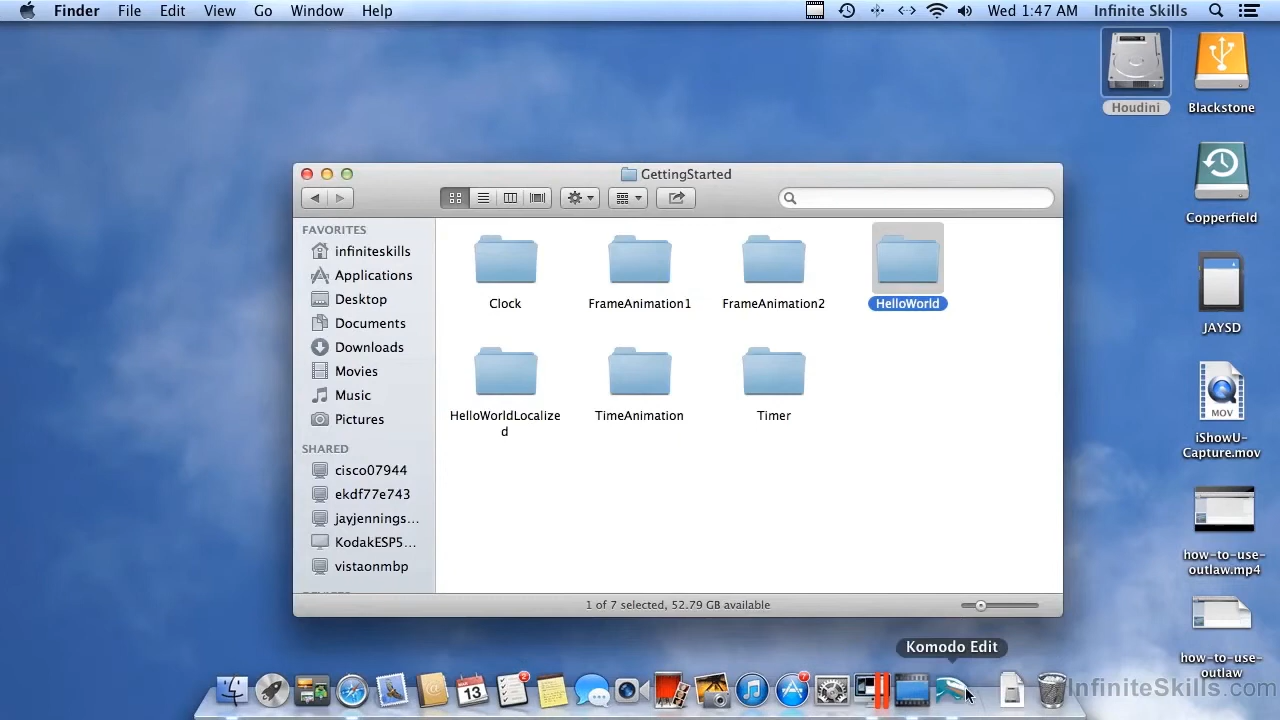 Finder File Edit View Go Window Help Wed 1:47 AM Infinite Skills
Houdini
Blackstone
Copperfield
JAYSD
MOV
iShowU-
Capture.mov
how-to-use-
outlaw.mp4
how-to-use-
outlaw
GettingStarted
FAVORITES
infiniteskills
Applications
Desktop
Documents
Downloads
Movies
Music
Pictures
SHARED
cisco07944
ekdf77e743
jayjennings...
KodakESP5...
vistaonmbp
Clock
FrameAnimation1
FrameAnimation2
HelloWorld
HelloWorldLocalize
d
TimeAnimation
Timer
1 of 7 selected, 52.79 GB available
Komodo Edit
13
2
7
InfiniteSkills.com